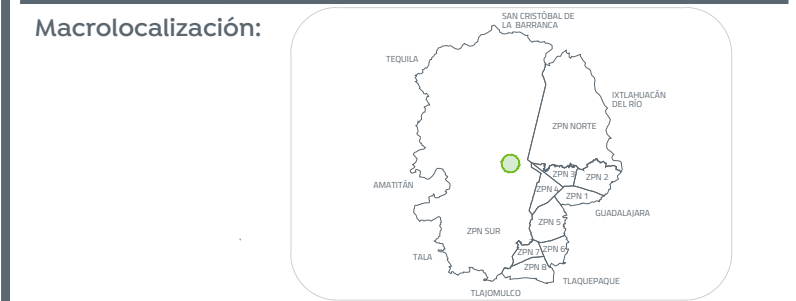 Macrolocalización:
SAN CRISTÓBAL DE
LA BARRANCA
TEQUILA
IXTLAHUACÁN
DEL RÍO
ZPN NORTE
ZPN 3
ZPN 2
AMATITÁN
ZPN 4
ZPN 1
GUADALAJARA
ZPN 5
ZPN SUR
ZPN 7
ZPN 6
TALA
ZPN 8
TLAQUEPAQUE
TLAJOMULCO